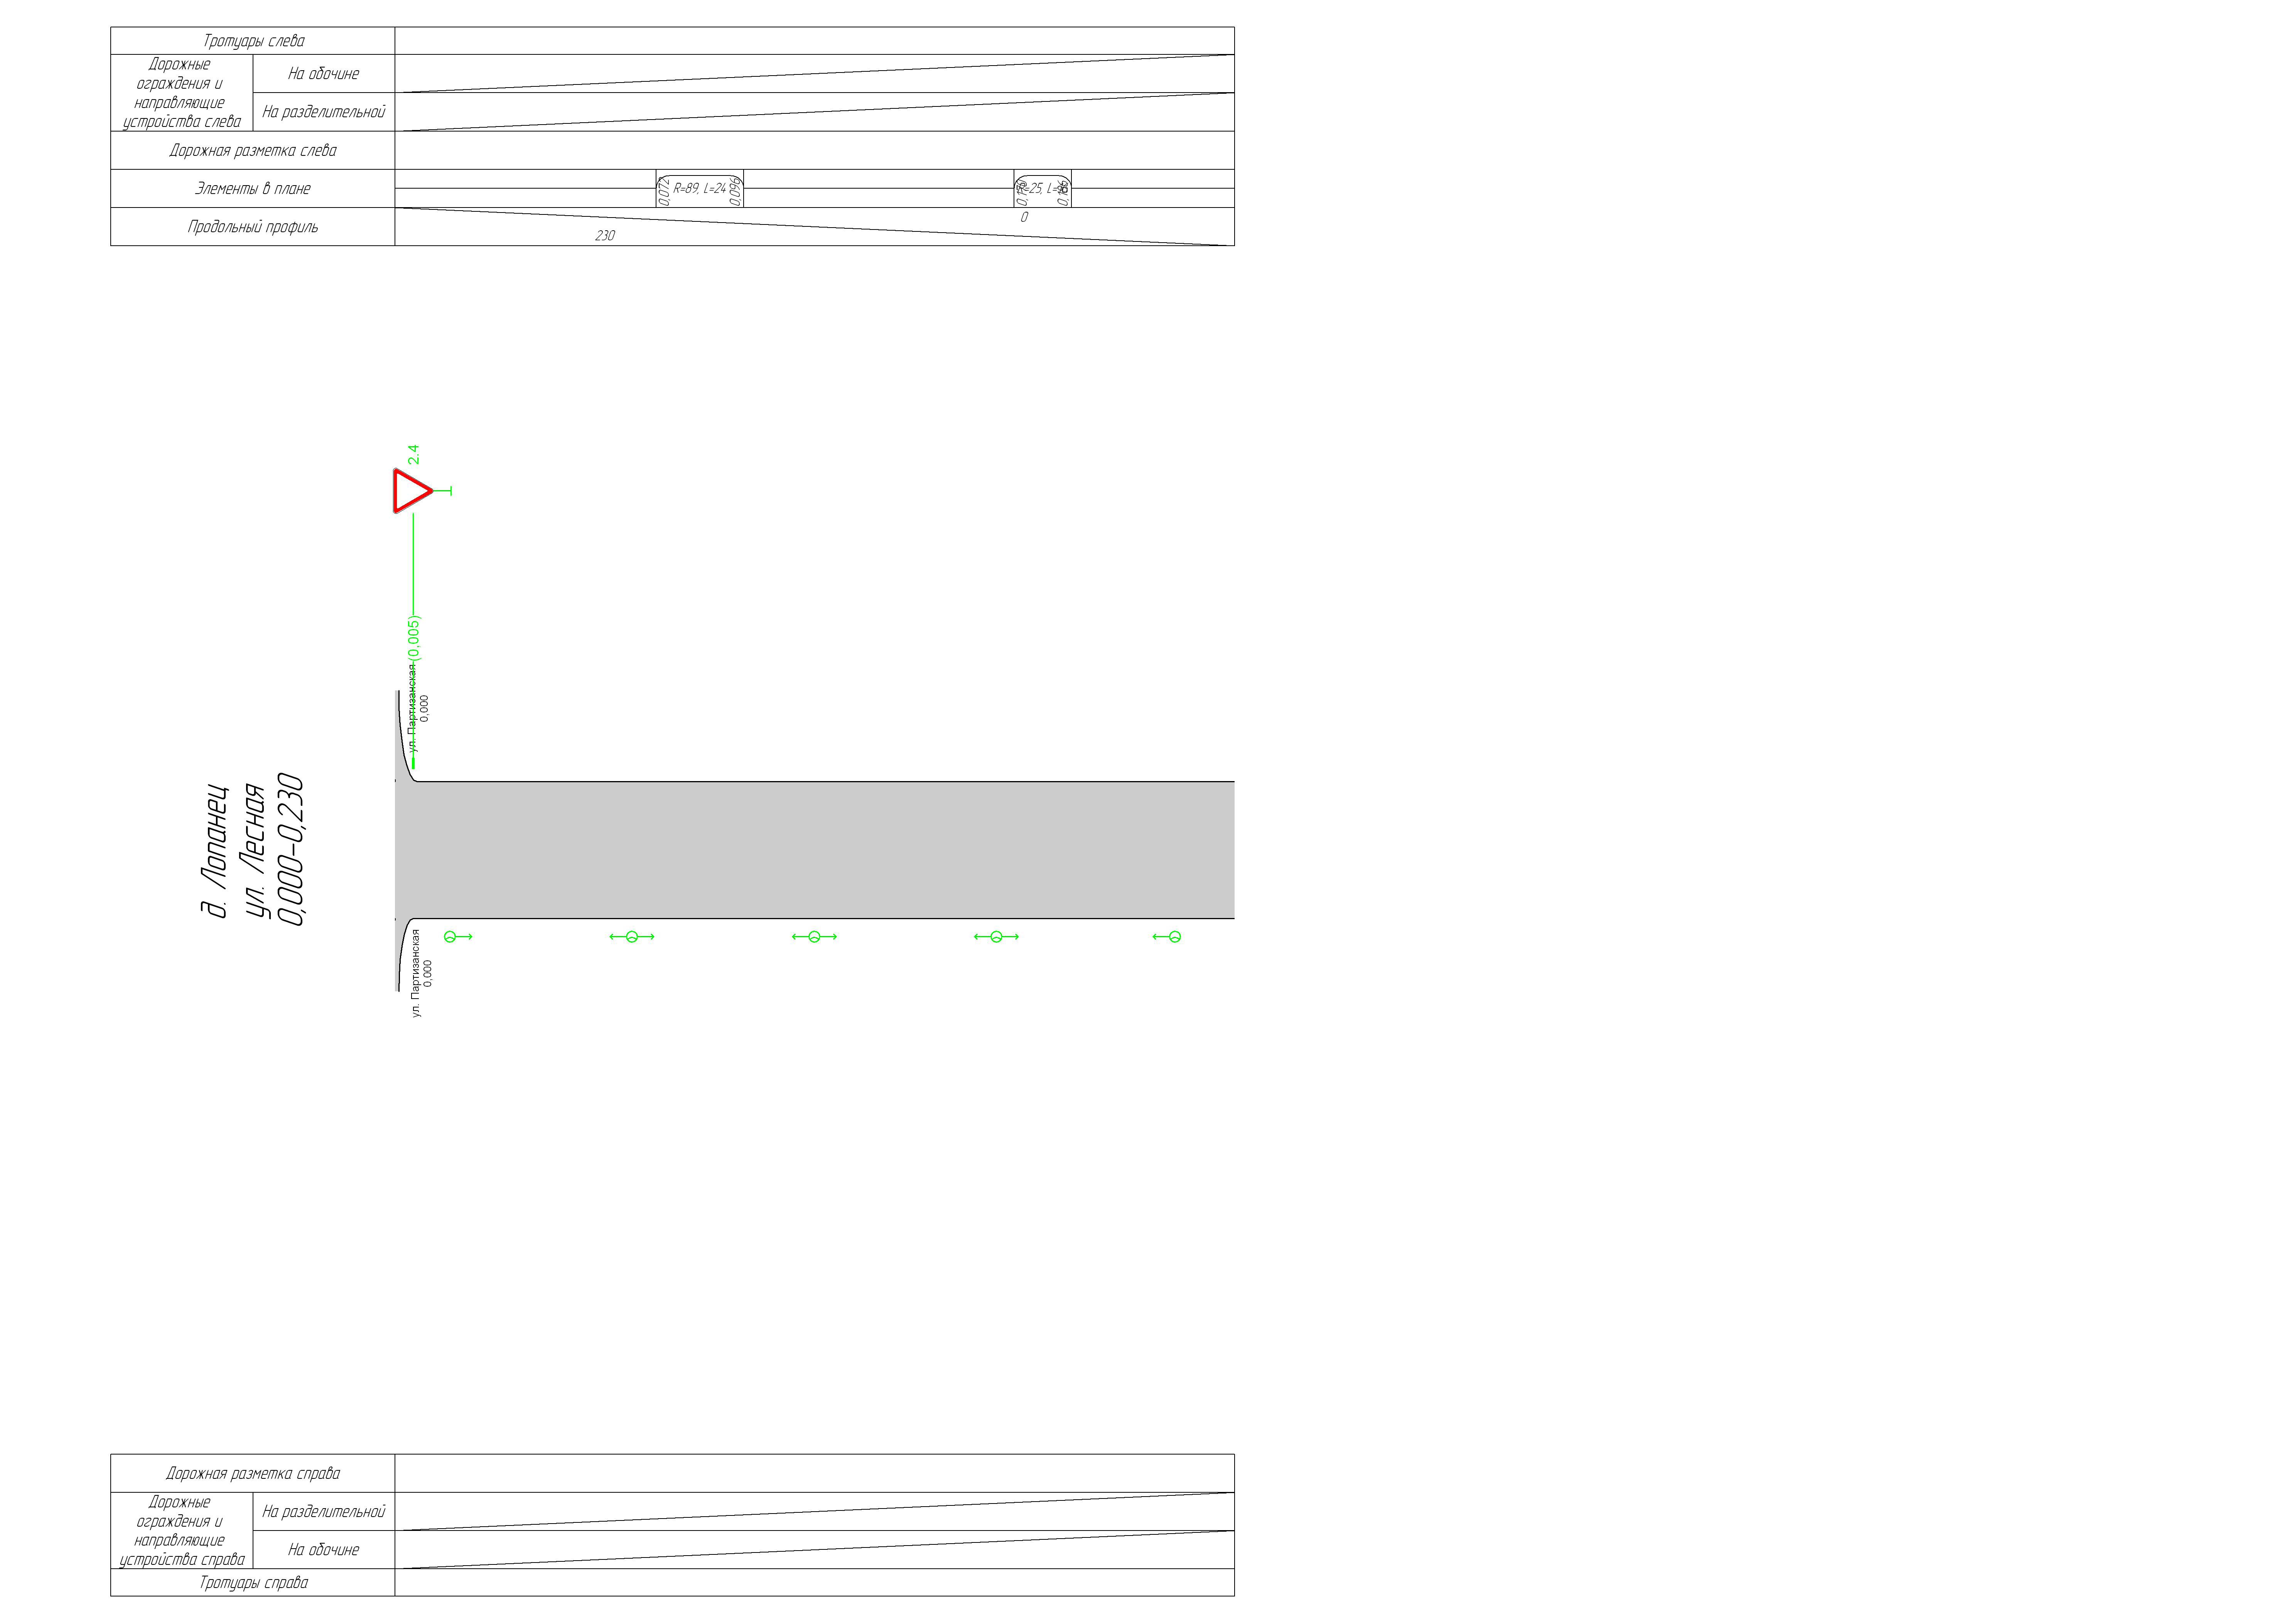 Тротуары слева
Дорожные
ограждения и
направляющие
устройства слева
На обочине
На разделительной
Дорожная разметка слева
Элементы в плане
0,072
R=89, L=24
0,096
Продольный профиль
230
0
2.4
(0,005)
ул. Партизанская
0,000
д. Лопанец
ул. Лесная
0,000-0,230
ул. Партизанская
0,000
Дорожная разметка справа
Дорожные
ограждения и
направляющие
устройства справа
На разделительной
На обочине
Тротуары справа